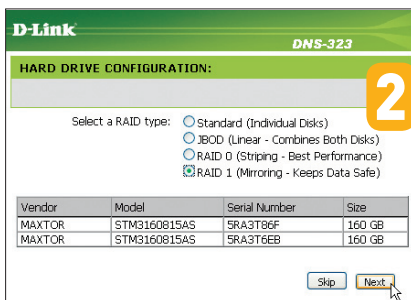 D-Link
DNS-323
HARD DRIVE CONFIGURATION:
2
Select a RAID type: Standard (Individual Disks)
JBOD (Linear - Combines Both Disks)
RAID 0 (Striping - Best Performance)
RAID 1 (Mirroring - Keeps Data Safe)
Vendor Model Serial Number Size
MAXTOR STM3160815AS 5RA3T86F 160 GB
MAXTOR STM3160815AS 5RA3T6EB 160 GB
Skip Next